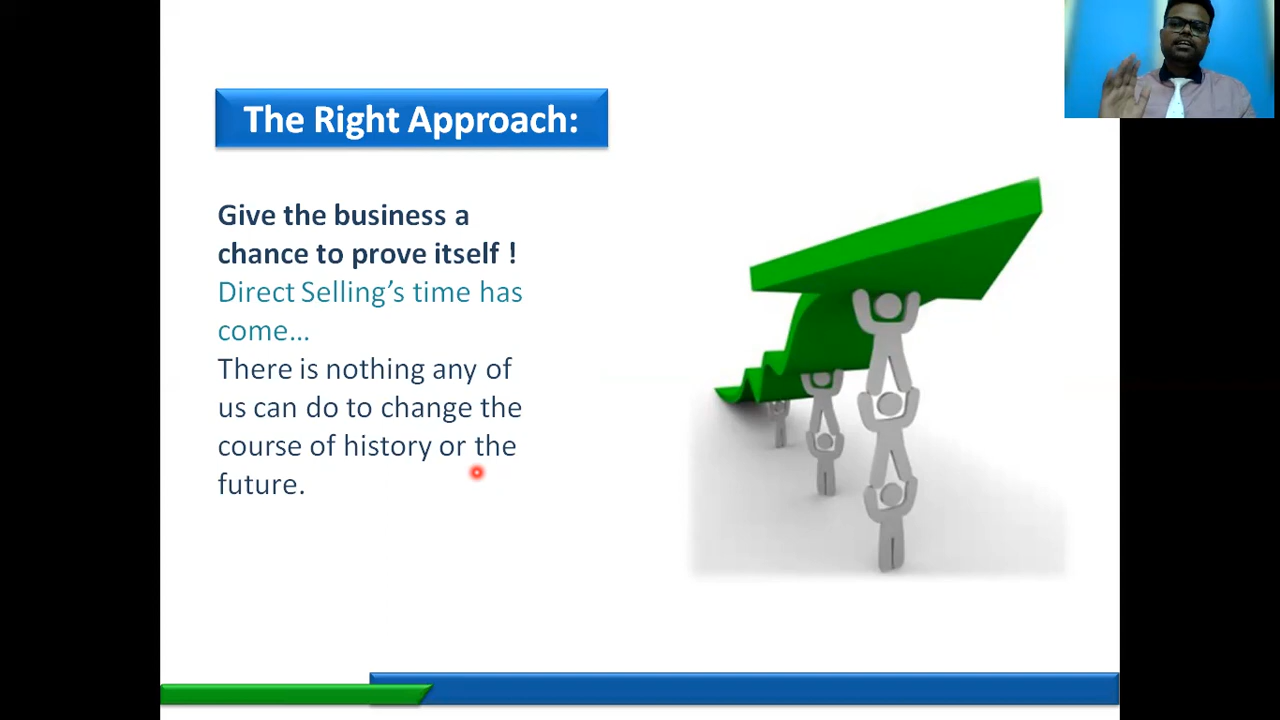 The Right Approach:
Give the business a
chance to prove itself !
Direct Selling’s time has
come...
There is nothing any of
us can do to change the
course of history or the
future.